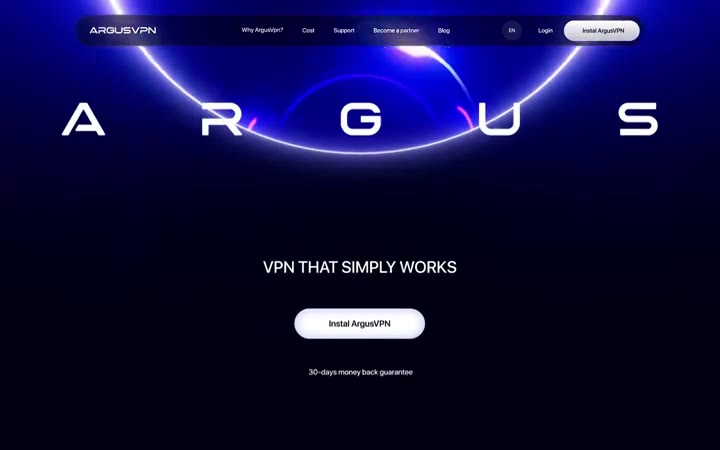 ARGUSVPN
Why ArgusVpn?
Cost
Support
Become a partner
Blog
EN
Login
Instal ArgusVPN
ARGUS
VPN THAT SIMPLY WORKS
Instal ArgusVPN
30-days money back guarantee